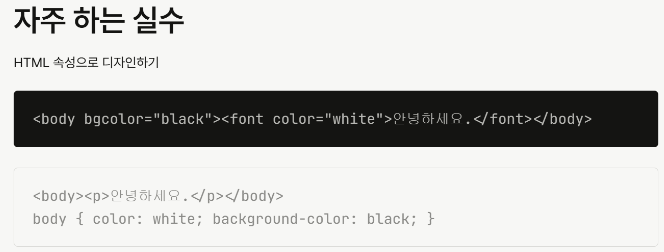 자주 하는 실수
HTML 속성으로 디자인하기
<body bgcolor="black"><font color="white">안녕하세요.</font></body>
<body><p>안녕하세요.</p></body>
body { color: white; background-color: black; }